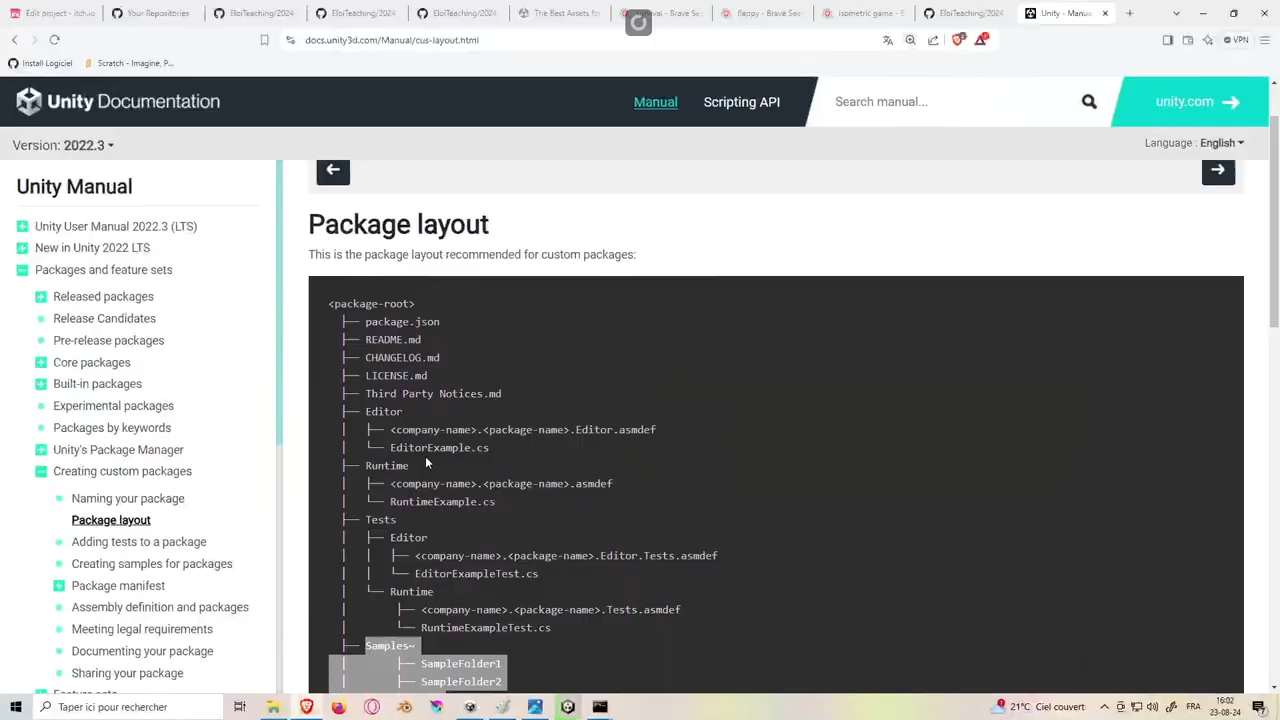 Your Repositories
EloiTeaching/2024
EloiTeaching/2024
EloiTeaching/2024
The Best Assets fo
flappy - Brave Sea
isometric game - B
EloiTeaching/2024
Unity - Manua
docs.unity3d.com/Manual/cus-layout.html
VPN
Install Logiciel
Scratch - Imagine, P...
Unity Documentation
Manual
Scripting API
Search manual...
unity.com
Version: 2022.3
Language : English
Unity Manual
Unity User Manual 2022.3 (LTS)
New in Unity 2022 LTS
Packages and feature sets
Released packages
Release Candidates
Pre-release packages
Core packages
Built-in packages
Experimental packages
Packages by keywords
Unity's Package Manager
Creating custom packages
Naming your package
Package layout
Adding tests to a package
Creating samples for packages
Package manifest
Assembly definition and packages
Meeting legal requirements
Documenting your package
Sharing your package
Package layout
This is the package layout recommended for custom packages:
<package-root>
├── package.json
├── README.md
├── CHANGELOG.md
├── LICENSE.md
├── Third Party Notices.md
├── Editor
│   ├── <company-name>.<package-name>.Editor.asmdef
│   └── EditorExample.cs
├── Runtime
│   ├── <company-name>.<package-name>.asmdef
│   └── RuntimeExample.cs
├── Tests
│   ├── Editor
│   │   ├── <company-name>.<package-name>.Editor.Tests.asmdef
│   │   └── EditorExampleTest.cs
│   └── Runtime
│        ├── <company-name>.<package-name>.Tests.asmdef
│        └── RuntimeExampleTest.cs
├── Samples~
│        ├── SampleFolder1
│        ├── SampleFolder2
Taper ici pour rechercher
21°C Ciel couvert
FR
16:02
23-08-24